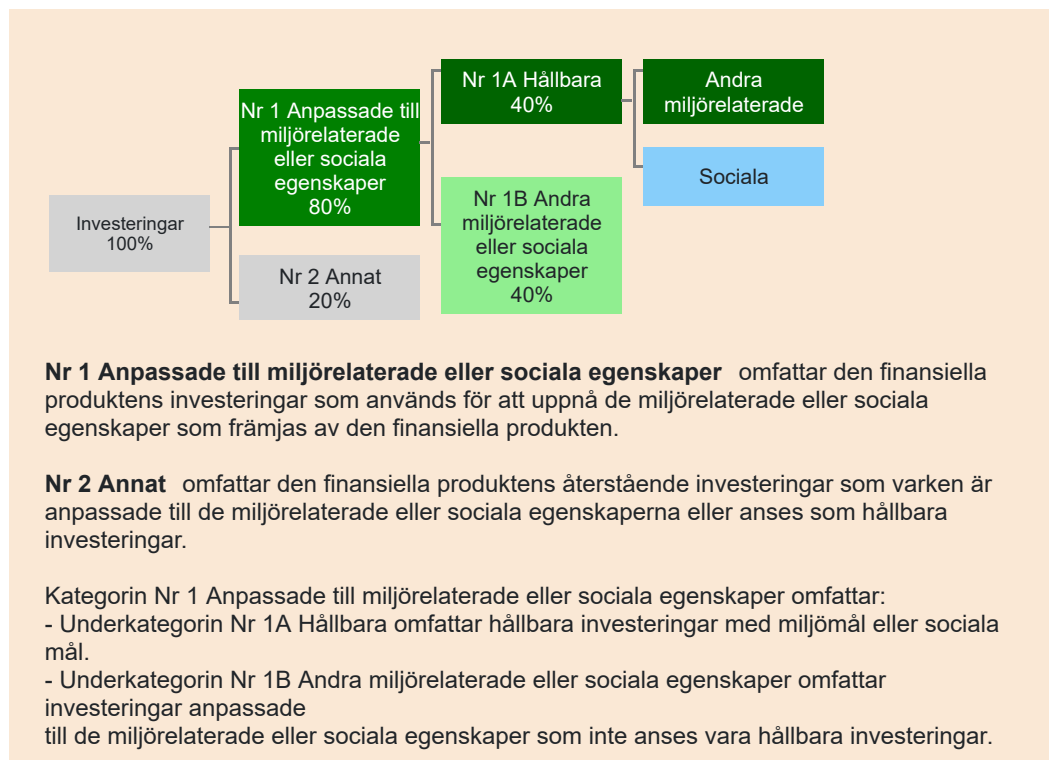 Investeringar
100%
Nr 1 Anpassade till
miljörelaterade
eller sociala
egenskaper
80%
Nr 2 Annat
20%
Nr 1A Hållbara
40%
Nr 1B Andra
miljörelaterade
eller sociala
egenskaper
40%
Andra
miljörelaterade
Sociala
Nr 1 Anpassade till miljörelaterade eller sociala egenskaper omfattar den finansiella
produktens investeringar som används för att uppnå de miljörelaterade eller sociala
egenskaper som främjas av den finansiella produkten.
Nr 2 Annat omfattar den finansiella produktens återstående investeringar som varken är
anpassade till de miljörelaterade eller sociala egenskaperna eller anses som hållbara
investeringar.
Kategorin Nr 1 Anpassade till miljörelaterade eller sociala egenskaper omfattar:
- Underkategorin Nr 1A Hållbara omfattar hållbara investeringar med miljömål eller sociala
mål.
- Underkategorin Nr 1B Andra miljörelaterade eller sociala egenskaper omfattar
investeringar anpassade
till de miljörelaterade eller sociala egenskaper som inte anses vara hållbara investeringar.